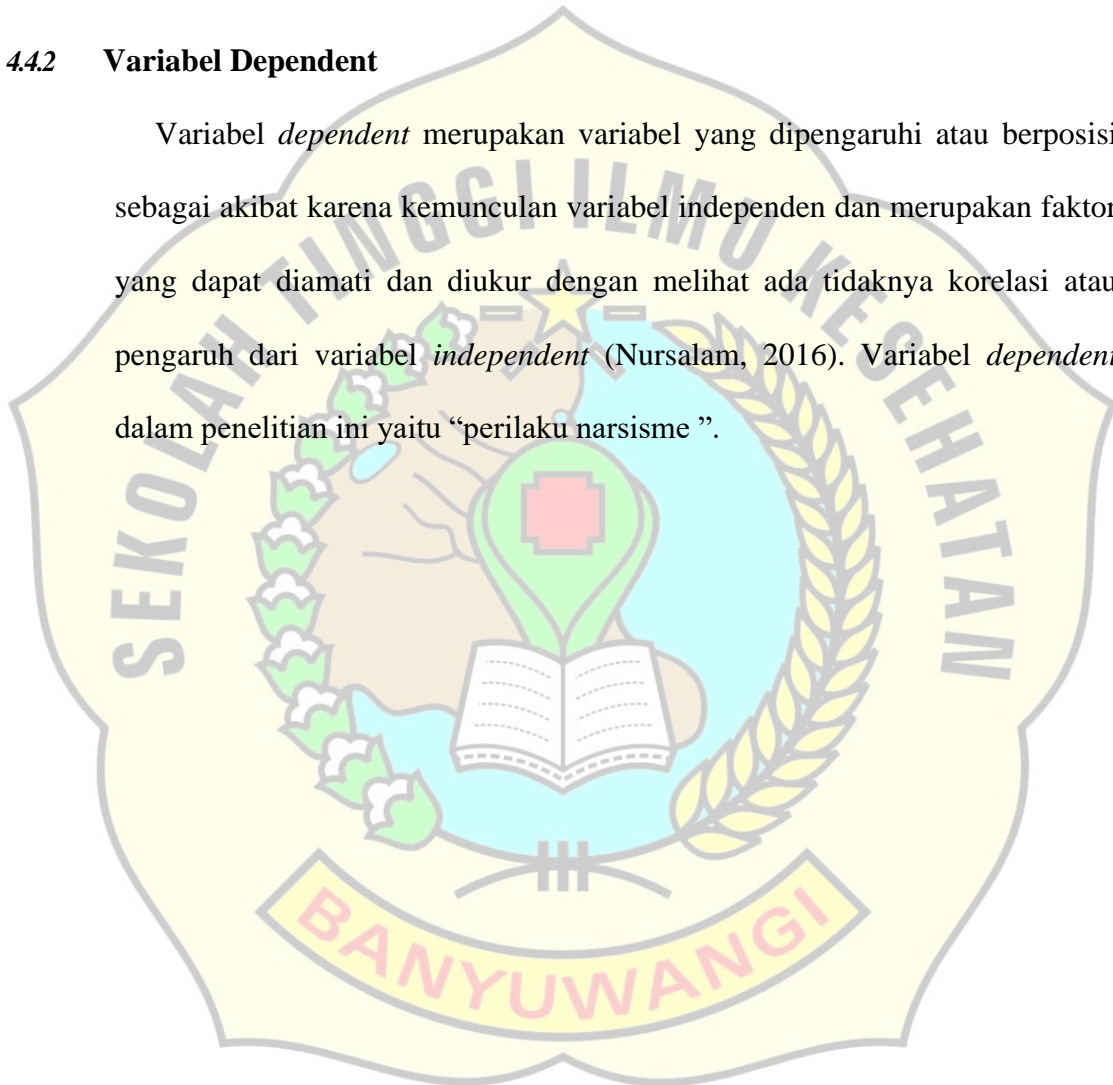 4.4.2 Variabel Dependent
Variabel dependent merupakan variabel yang dipengaruhi atau berposisi
sebagai akibat karena kemunculan variabel independen dan merupakan faktor
yang dapat diamati dan diukur dengan melihat ada tidaknya korelasi atau
pengaruh dari variabel independent (Nursalam, 2016). Variabel dependent
dalam penelitian ini yaitu “perilaku narsisme ”.
SEKOLAH TINGGI ILMU KESEHATAN
BANYUWANGI